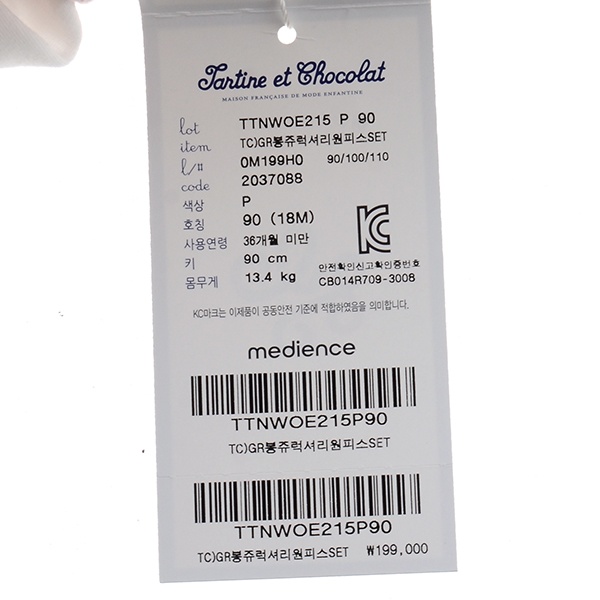 Tartine et Chocolat
MAISON FRANÇAISE DE MODE ENFANTINE
lot TTNWOE215 P 90
item TC)GR봉쥬럭셔리원피스SET
l/# 0M199H0 90/100/110
code 2037088
색상 P
호칭 90 (18M)
사용연령 36개월 미만
키 90 cm
몸무게 13.4 kg
안전확인신고확인증번호
CB014R709-3008
KC마크는 이제품이 공동안전 기준에 적합하였음을 의미합니다.
medience
TTNWOE215P90
TC)GR봉쥬럭셔리원피스SET
TTNWOE215P90
TC)GR봉쥬럭셔리원피스SET ₩199,000